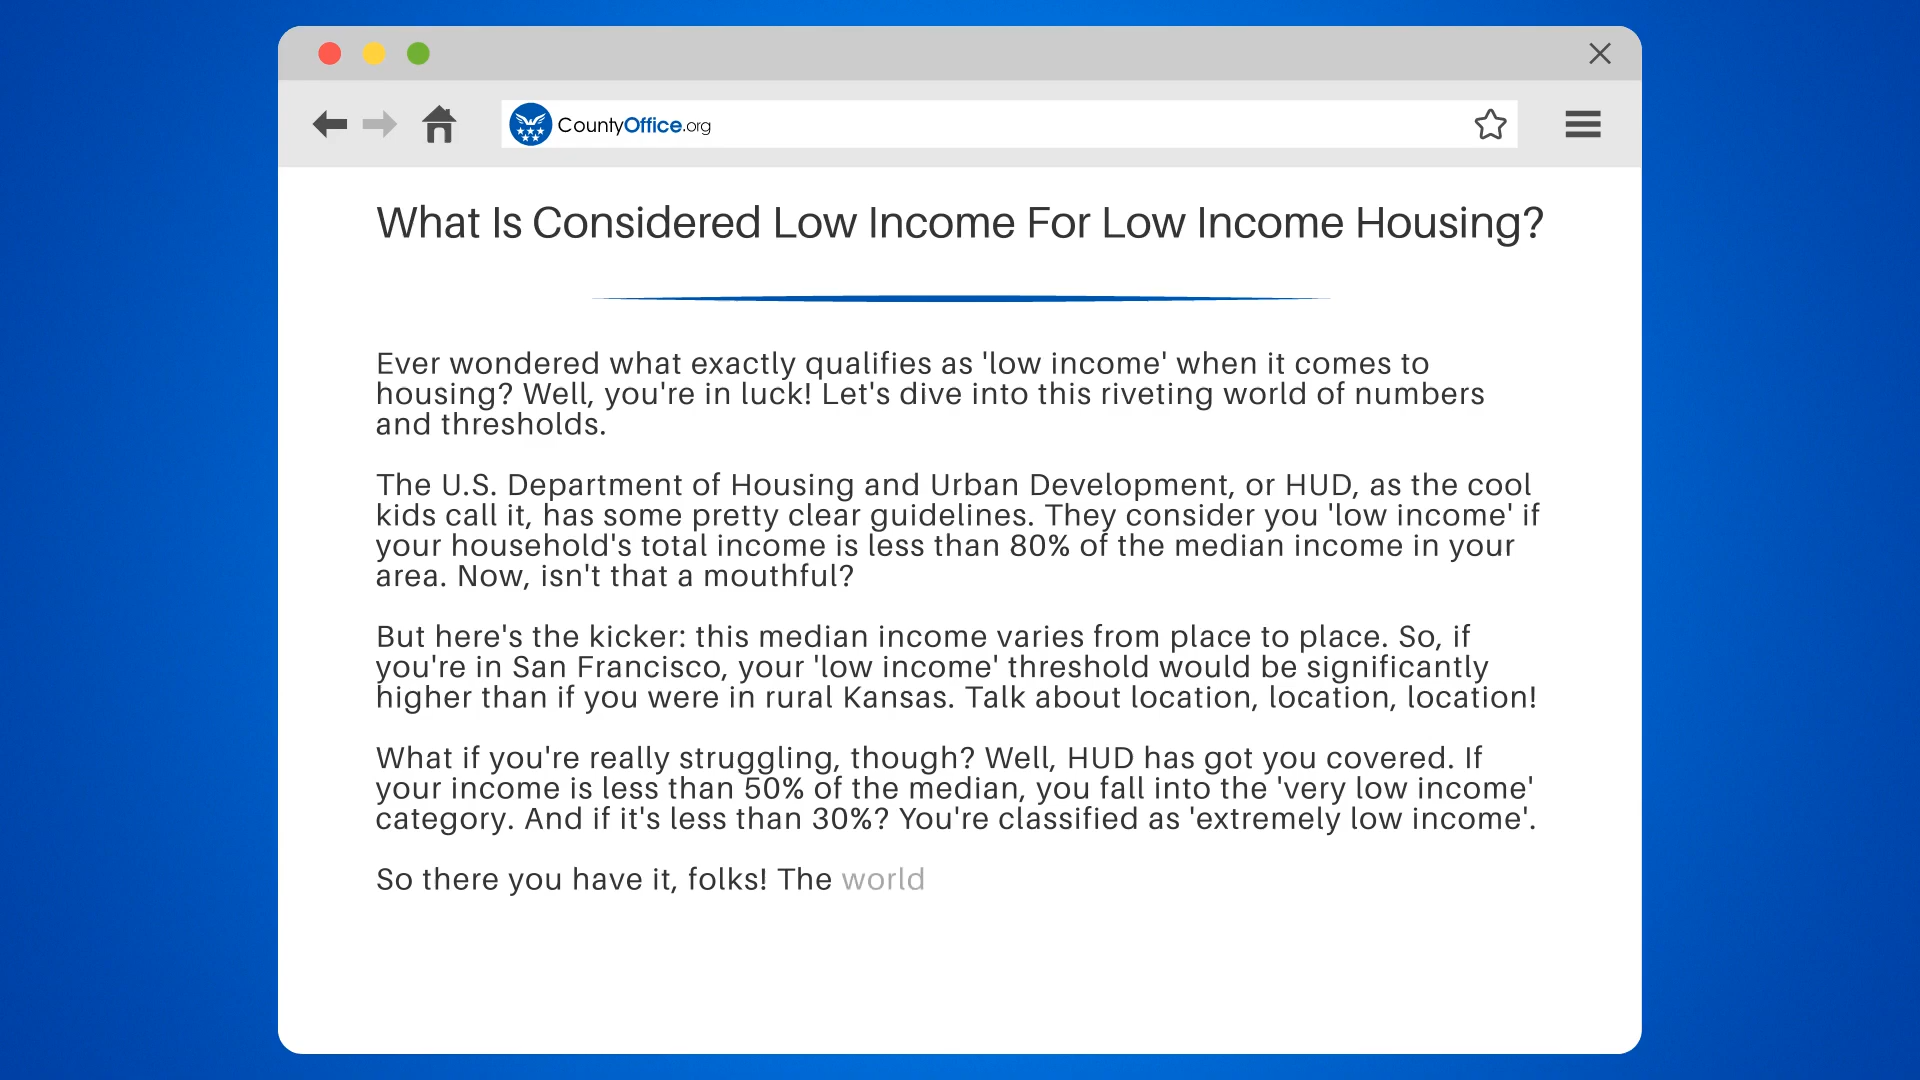 CountyOffice.org
What Is Considered Low Income For Low Income Housing?
Ever wondered what exactly qualifies as 'low income' when it comes to
housing? Well, you're in luck! Let's dive into this riveting world of numbers
and thresholds.
The U.S. Department of Housing and Urban Development, or HUD, as the cool
kids call it, has some pretty clear guidelines. They consider you 'low income' if
your household's total income is less than 80% of the median income in your
area. Now, isn't that a mouthful?
But here's the kicker: this median income varies from place to place. So, if
you're in San Francisco, your 'low income' threshold would be significantly
higher than if you were in rural Kansas. Talk about location, location, location!
What if you're really struggling, though? Well, HUD has got you covered. If
your income is less than 50% of the median, you fall into the 'very low income'
category. And if it's less than 30%? You're classified as 'extremely low income'.
So there you have it, folks! The world